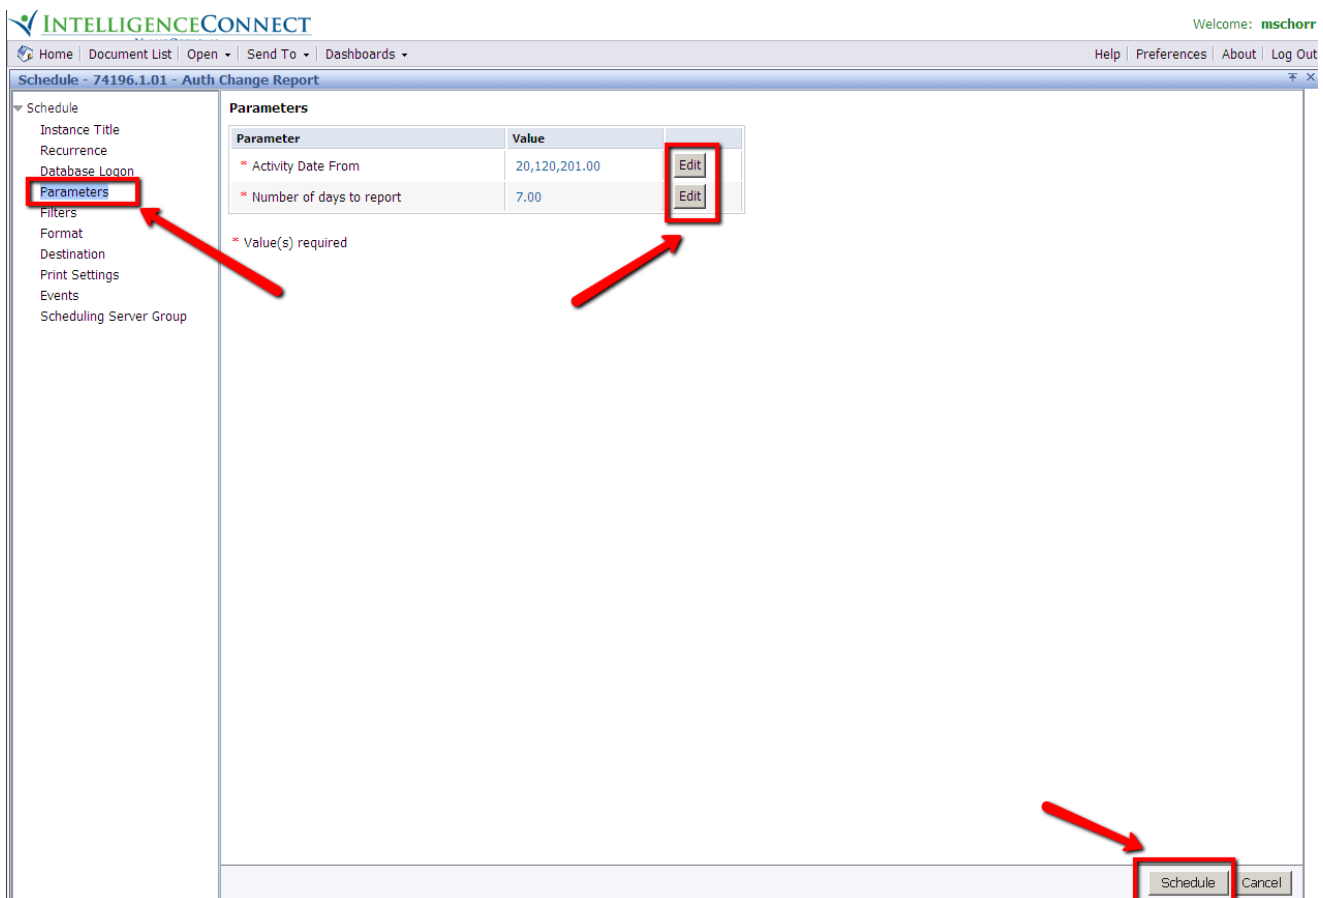 INTELLIGENCECONNECT
Welcome: mschorr
Home Document List Open Send To Dashboards
Help Preferences About Log Out
Schedule - 74196.1.01 - Auth Change Report
Schedule
Instance Title
Recurrence
Database Logon
Parameters
Filters
Format
Destination
Print Settings
Events
Scheduling Server Group
Parameters
Parameter Value
* Activity Date From 20,120,201.00 Edit
* Number of days to report 7.00 Edit
* Value(s) required
Schedule Cancel